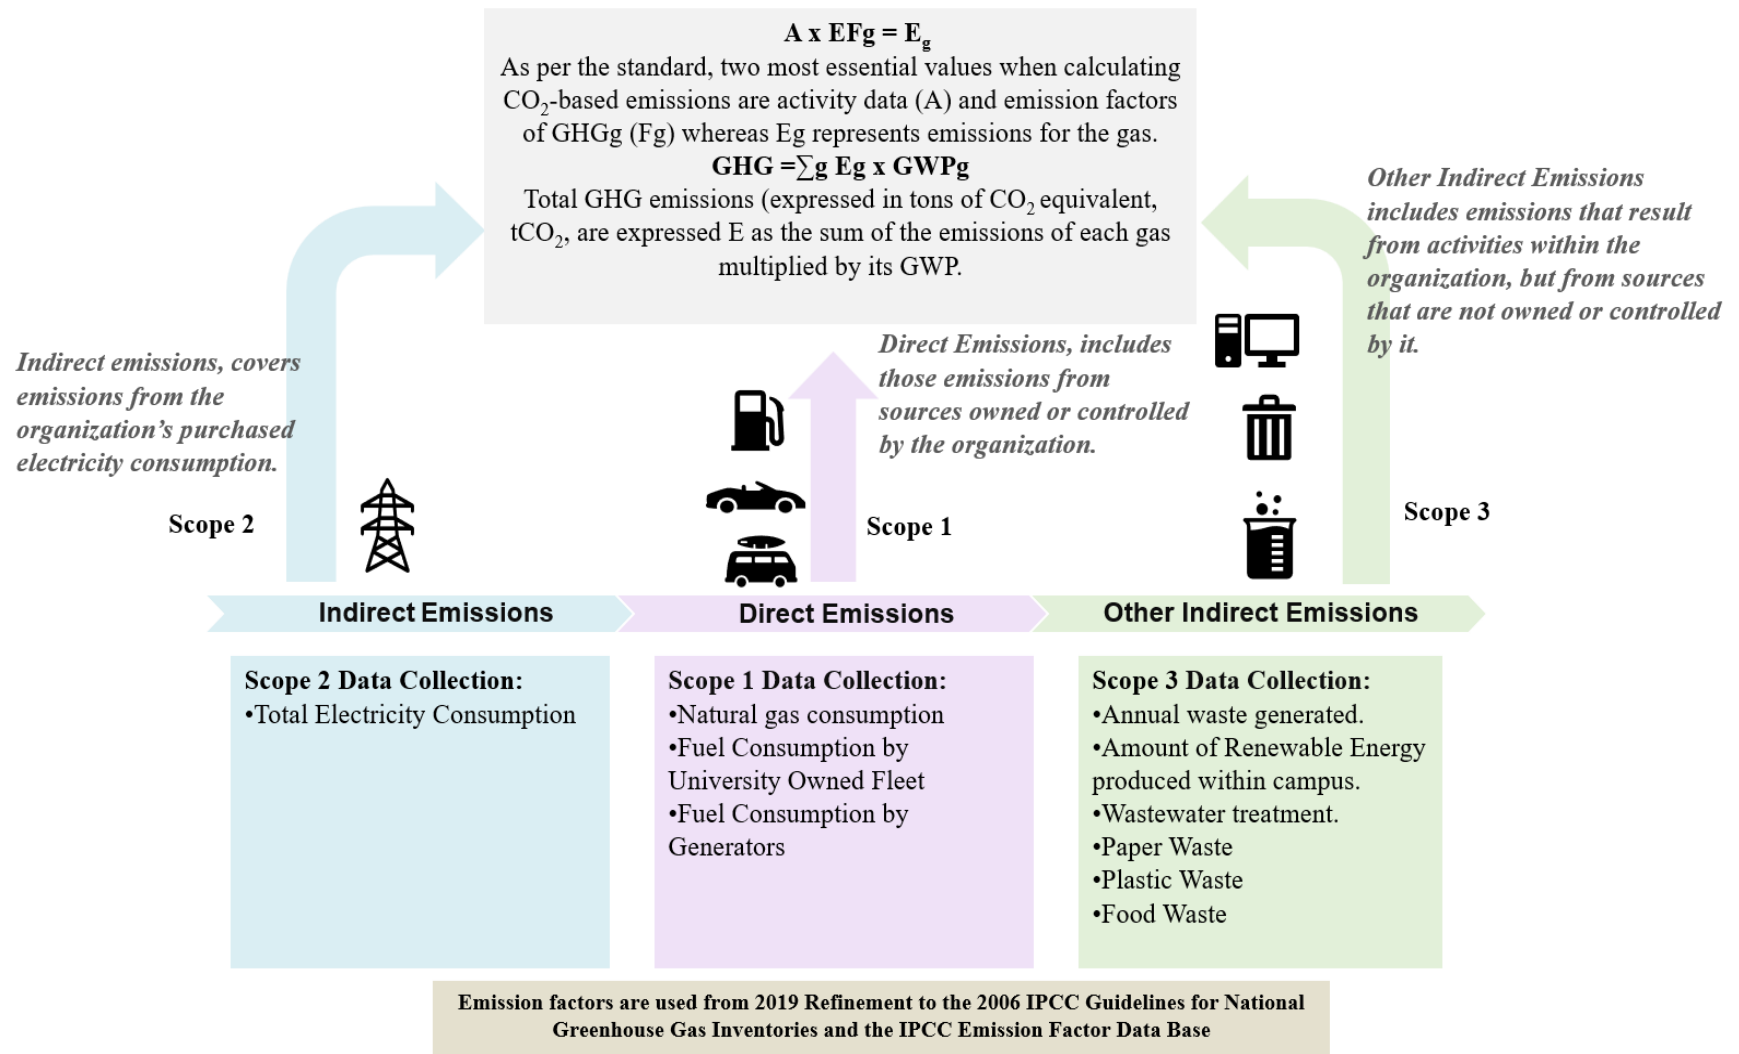 A x EFg = Eg
As per the standard, two most essential values when calculating
CO2-based emissions are activity data (A) and emission factors
of GHGg (Fg) whereas Eg represents emissions for the gas.
GHG =∑g Eg x GWPg
Total GHG emissions (expressed in tons of CO2 equivalent,
tCO2, are expressed E as the sum of the emissions of each gas
multiplied by its GWP.
Indirect emissions, covers
emissions from the
organization’s purchased
electricity consumption.
Scope 2
Direct Emissions, includes
those emissions from
sources owned or controlled
by the organization.
Scope 1
Other Indirect Emissions
includes emissions that result
from activities within the
organization, but from sources
that are not owned or controlled
by it.
Scope 3
Indirect Emissions
Direct Emissions
Other Indirect Emissions
Scope 2 Data Collection:
•Total Electricity Consumption
Scope 1 Data Collection:
•Natural gas consumption
•Fuel Consumption by
University Owned Fleet
•Fuel Consumption by
Generators
Scope 3 Data Collection:
•Annual waste generated.
•Amount of Renewable Energy
produced within campus.
•Wastewater treatment.
•Paper Waste
•Plastic Waste
•Food Waste
Emission factors are used from 2019 Refinement to the 2006 IPCC Guidelines for National
Greenhouse Gas Inventories and the IPCC Emission Factor Data Base